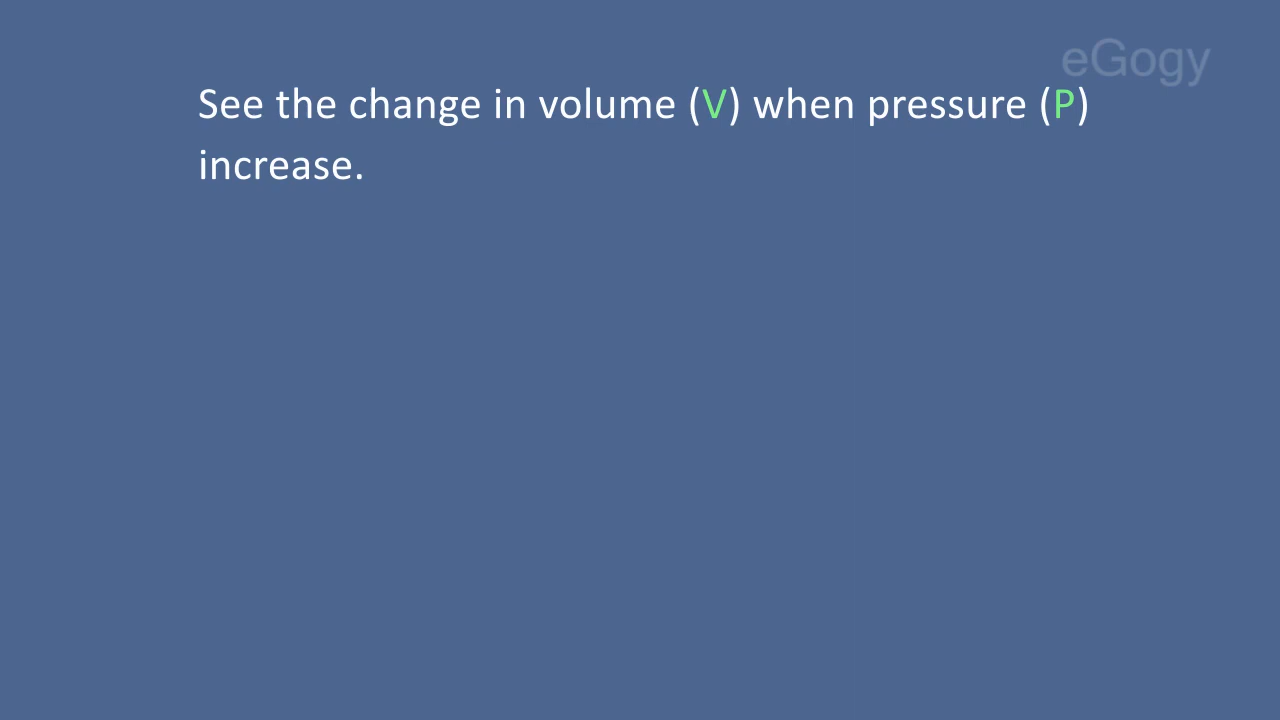 eGogy
See the change in volume (V) when pressure (P)
increase.